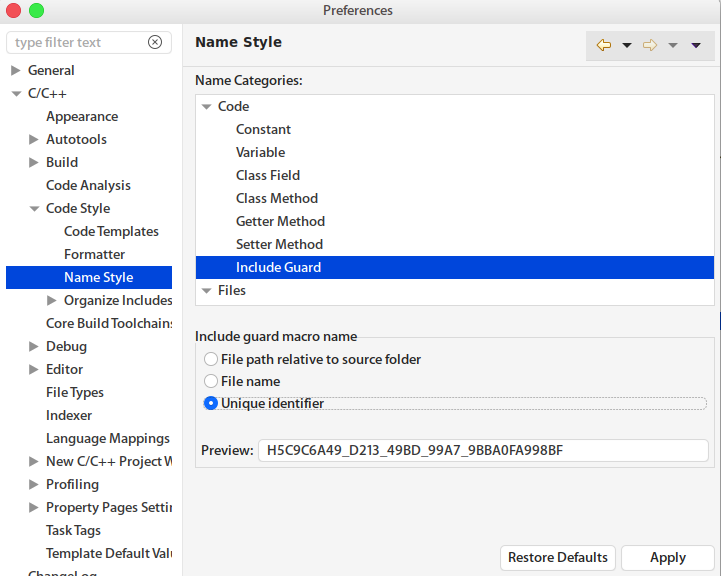 Preferences
type filter text
General
C/C++
Appearance
Autotools
Build
Code Analysis
Code Style
Code Templates
Formatter
Name Style
Organize Includes
Core Build Toolchains
Debug
Editor
File Types
Indexer
Language Mappings
New C/C++ Project W
Profiling
Property Pages Settin
Task Tags
Template Default Valu
ChangeLog
Name Style
Name Categories:
Code
Constant
Variable
Class Field
Class Method
Getter Method
Setter Method
Include Guard
Files
Include guard macro name
File path relative to source folder
File name
Unique identifier
Preview: H5C9C6A49_D213_49BD_99A7_9BBA0FA998BF
Restore Defaults Apply